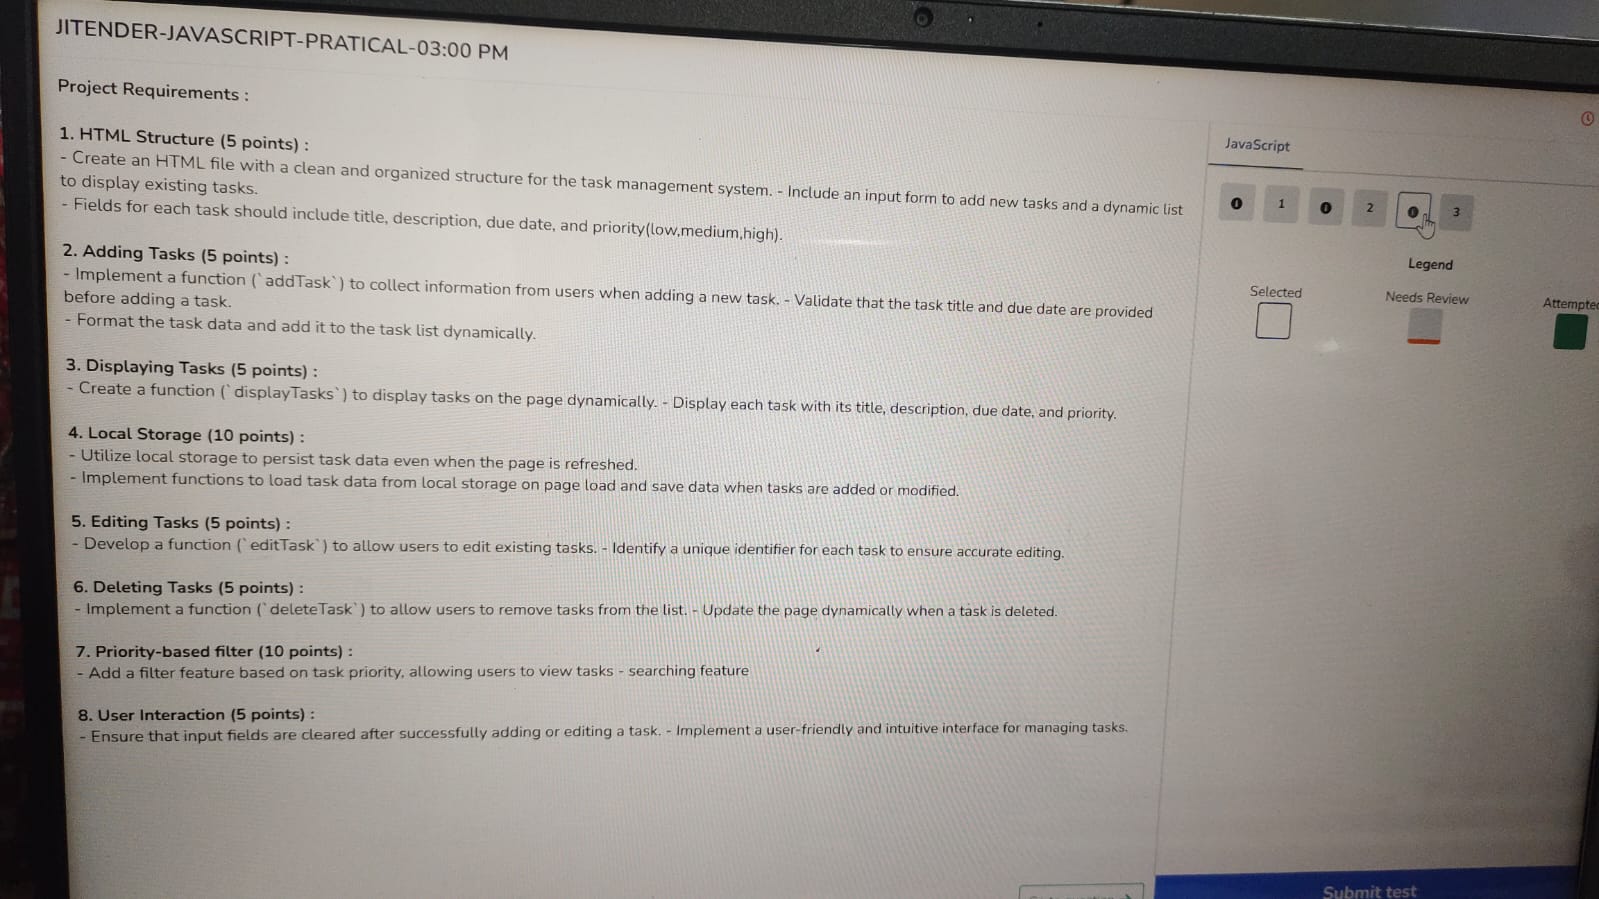 JITENDER-JAVASCRIPT-PRATICAL-03:00 PM
Project Requirements :
1. HTML Structure (5 points) :
- Create an HTML file with a clean and organized structure for the task management system. - Include an input form to add new tasks and a dynamic list
to display existing tasks.
- Fields for each task should include title, description, due date, and priority(low,medium,high).
2. Adding Tasks (5 points) :
- Implement a function (`addTask`) to collect information from users when adding a new task. - Validate that the task title and due date are provided
before adding a task.
- Format the task data and add it to the task list dynamically.
3. Displaying Tasks (5 points) :
- Create a function (`displayTasks`) to display tasks on the page dynamically. - Display each task with its title, description, due date, and priority.
4. Local Storage (10 points) :
- Utilize local storage to persist task data even when the page is refreshed.
- Implement functions to load task data from local storage on page load and save data when tasks are added or modified.
5. Editing Tasks (5 points) :
- Develop a function (`editTask`) to allow users to edit existing tasks. - Identify a unique identifier for each task to ensure accurate editing.
6. Deleting Tasks (5 points) :
- Implement a function (`deleteTask`) to allow users to remove tasks from the list. - Update the page dynamically when a task is deleted.
7. Priority-based filter (10 points) :
- Add a filter feature based on task priority, allowing users to view tasks - searching feature
8. User Interaction (5 points) :
- Ensure that input fields are cleared after successfully adding or editing a task. - Implement a user-friendly and intuitive interface for managing tasks.
JavaScript
1 2 3
Legend
Selected Needs Review Attempted
Submit test